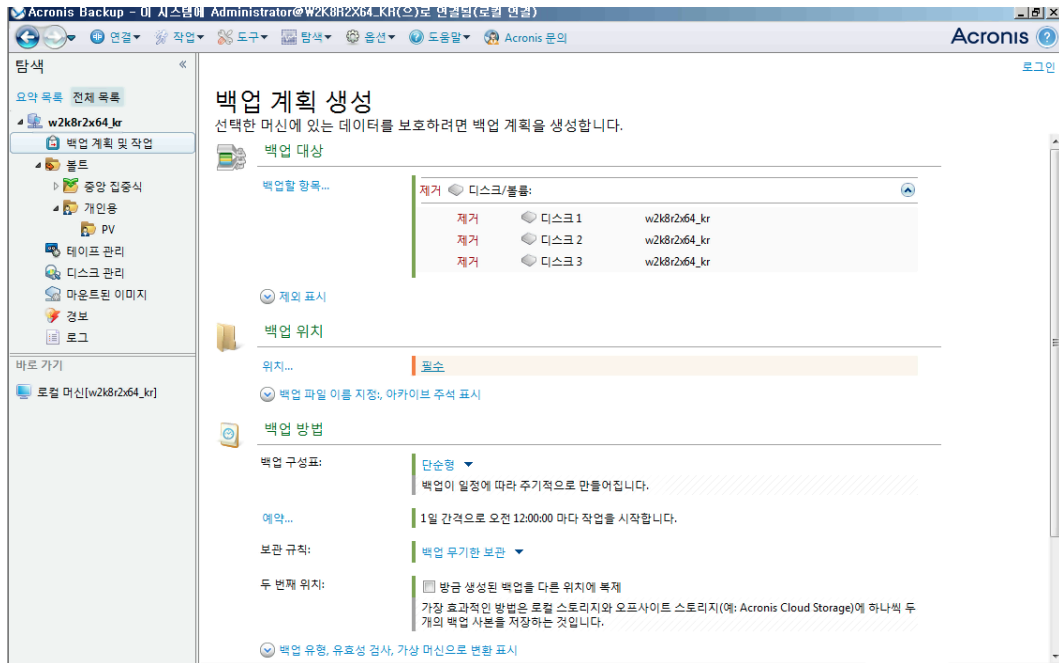 Acronis Backup - 이 시스템에 Administrator@W2K8R2X64_KR(으)로 연결됨(로컬 연결)
연결 작업 도구 탐색 옵션 도움말 Acronis 문의
Acronis
탐색
로그인
요약 목록 전체 목록
w2k8r2x64_kr
백업 계획 및 작업
볼트
중앙 집중식
개인용
PV
테이프 관리
디스크 관리
마운트된 이미지
경보
로그
바로 가기
로컬 머신[w2k8r2x64_kr]
백업 계획 생성
선택한 머신에 있는 데이터를 보호하려면 백업 계획을 생성합니다.
백업 대상
백업할 항목...
제거 디스크/볼륨:
제거 디스크 1 w2k8r2x64_kr
제거 디스크 2 w2k8r2x64_kr
제거 디스크 3 w2k8r2x64_kr
제외 표시
백업 위치
위치... 필수
백업 파일 이름 지정:, 아카이브 주석 표시
백업 방법
백업 구성표: 단순형
백업이 일정에 따라 주기적으로 만들어집니다.
예약... 1일 간격으로 오전 12:00:00 마다 작업을 시작합니다.
보관 규칙: 백업 무기한 보관
두 번째 위치: 방금 생성된 백업을 다른 위치에 복제
가장 효과적인 방법은 로컬 스토리지와 오프사이트 스토리지(예: Acronis Cloud Storage)에 하나씩 두
개의 백업 사본을 저장하는 것입니다.
백업 유형, 유효성 검사, 가상 머신으로 변환 표시